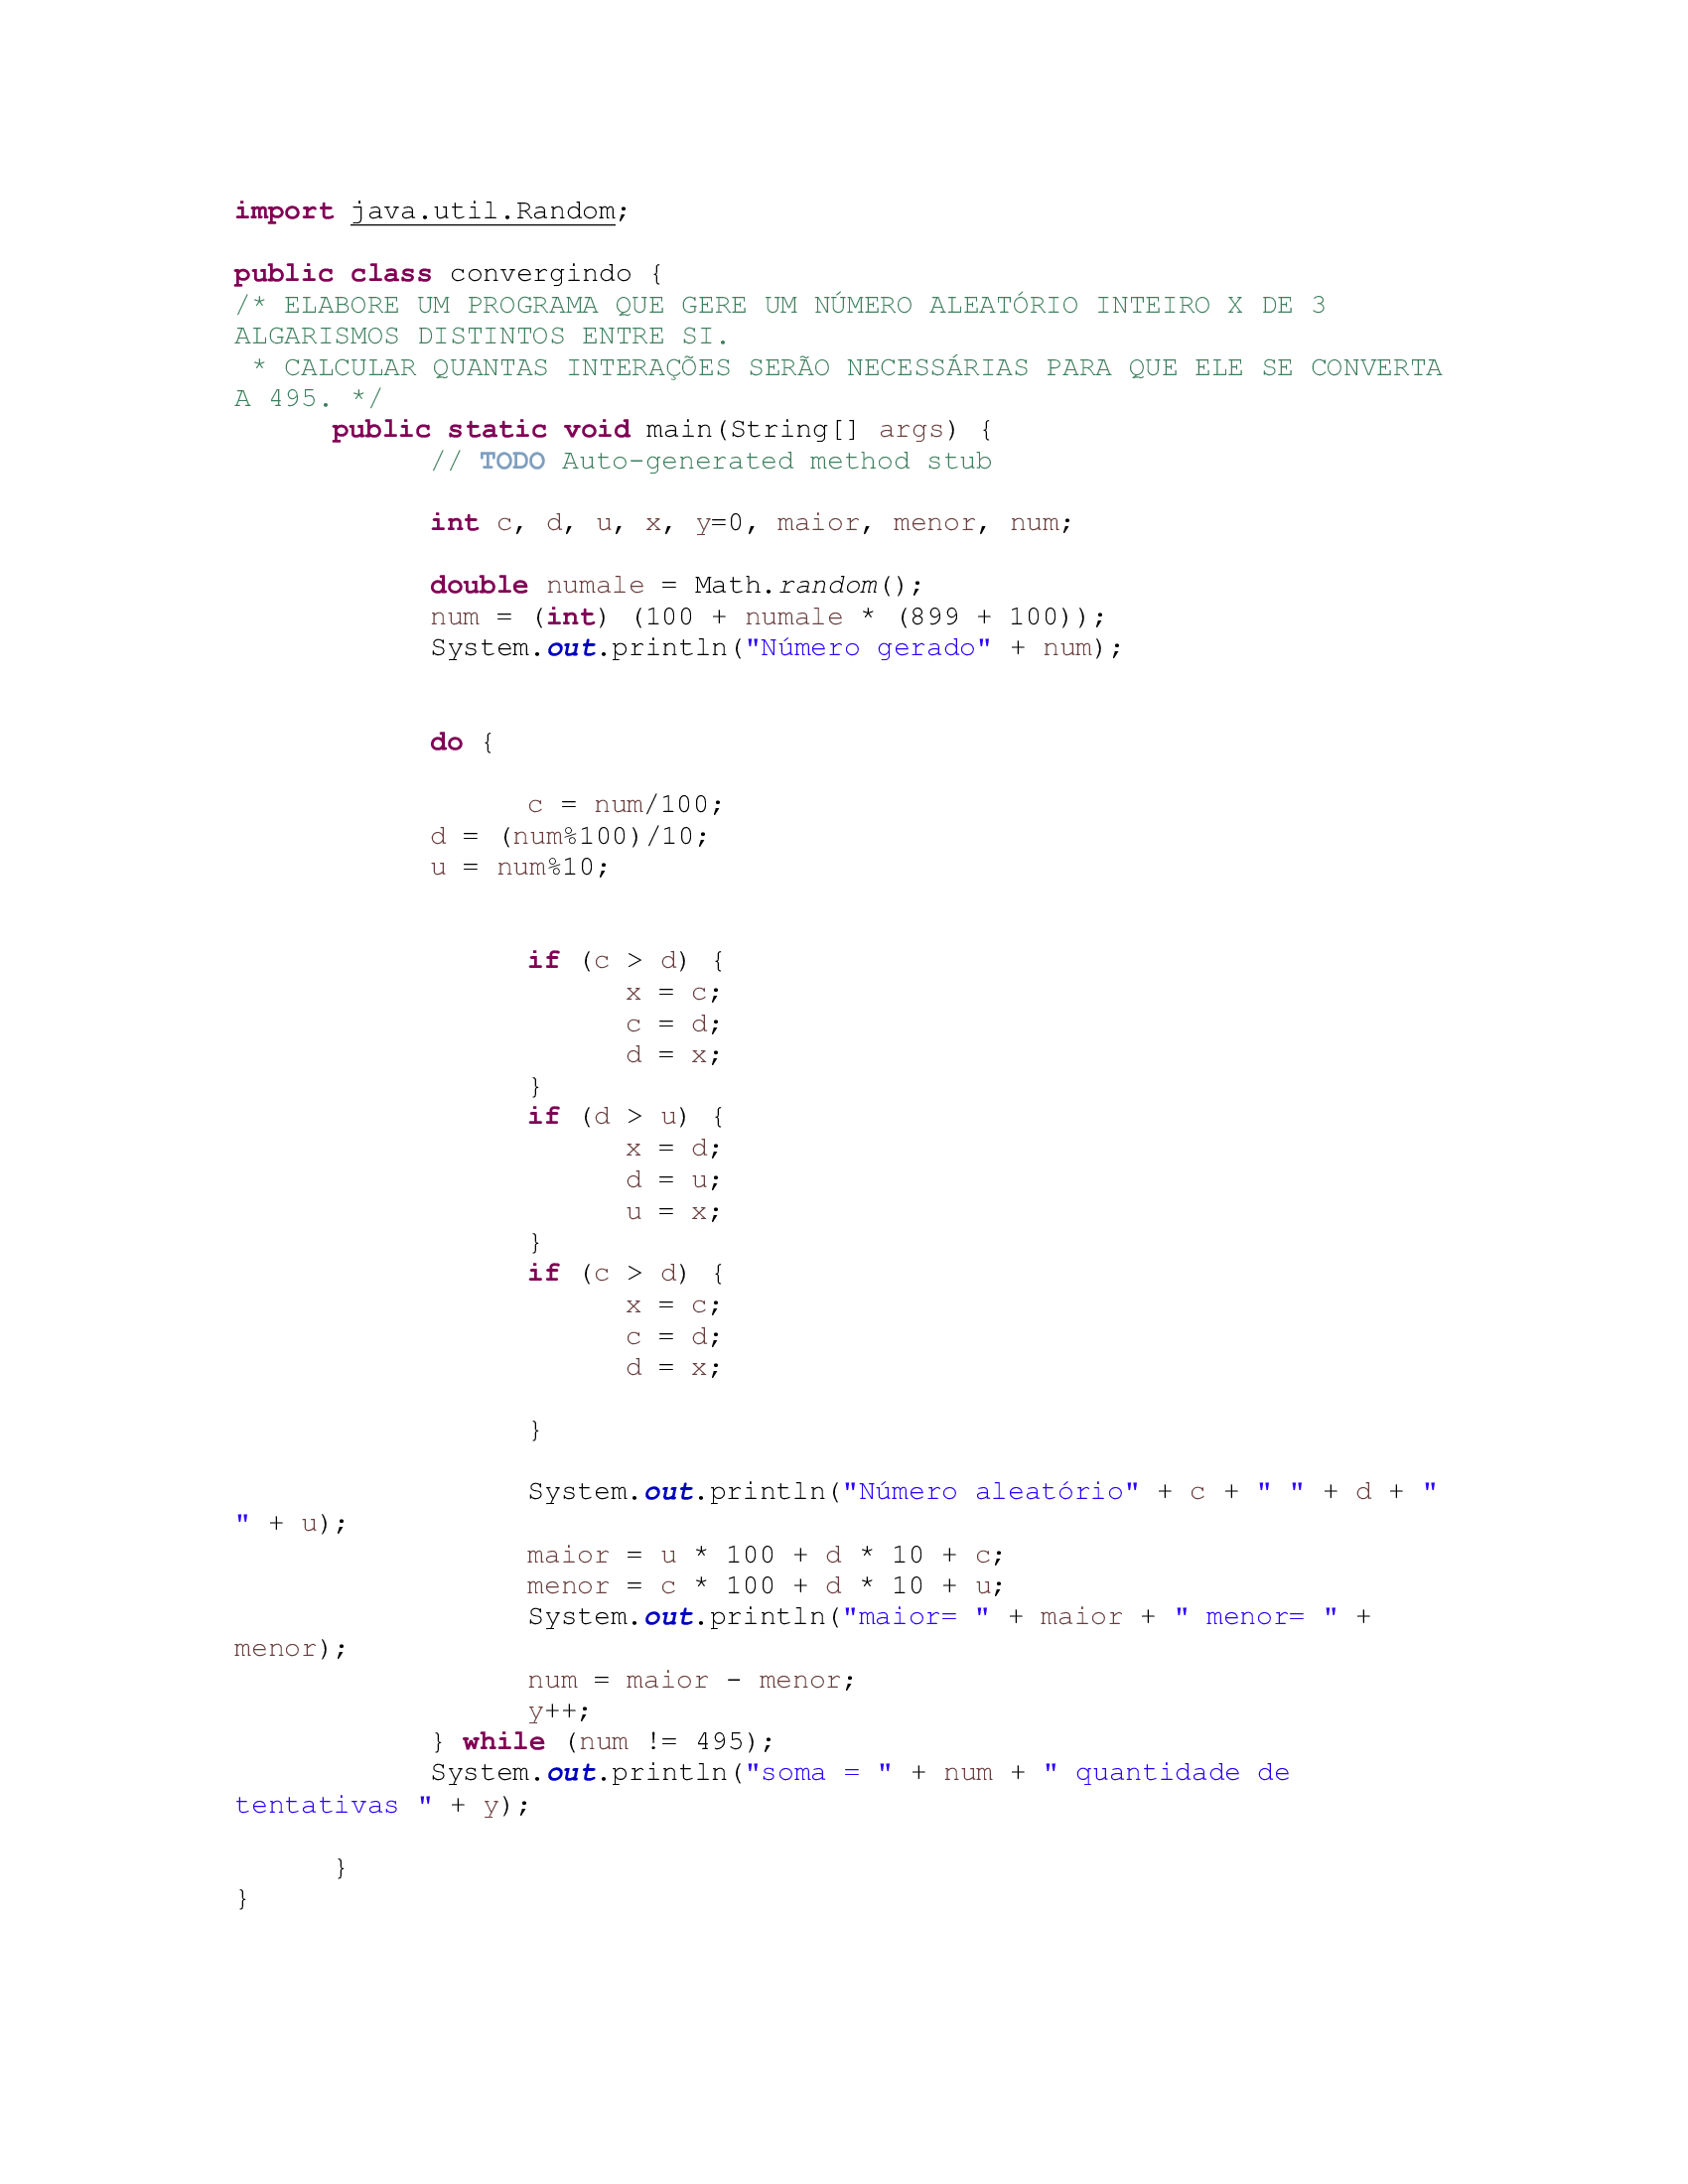 import java.util.Random;
public class convergindo {
/* ELABORE UM PROGRAMA QUE GERE UM NÚMERO ALEATÓRIO INTEIRO X DE 3
ALGARISMOS DISTINTOS ENTRE SI.
* CALCULAR QUANTAS INTERAÇÕES SERÃO NECESSÁRIAS PARA QUE ELE SE CONVERTA
A 495. */
public static void main(String[] args) {
// TODO Auto-generated method stub
int c, d, u, x, y=0, maior, menor, num;
double numale = Math.random();
num = (int) (100 + numale * (899 + 100));
System.out.println("Número gerado" + num);
do {
c = num/100;
d = (num%100)/10;
u = num%10;
if (c > d) {
x = c;
c = d;
d = x;
}
if (d > u) {
x = d;
d = u;
u = x;
}
if (c > d) {
x = c;
c = d;
d = x;
}
System.out.println("Número aleatório" + c + " " + d + "
" + u);
maior = u * 100 + d * 10 + c;
menor = c * 100 + d * 10 + u;
System.out.println("maior= " + maior + " menor= " +
menor);
num = maior - menor;
y++;
} while (num != 495);
System.out.println("soma = " + num + " quantidade de
tentativas " + y);
}
}